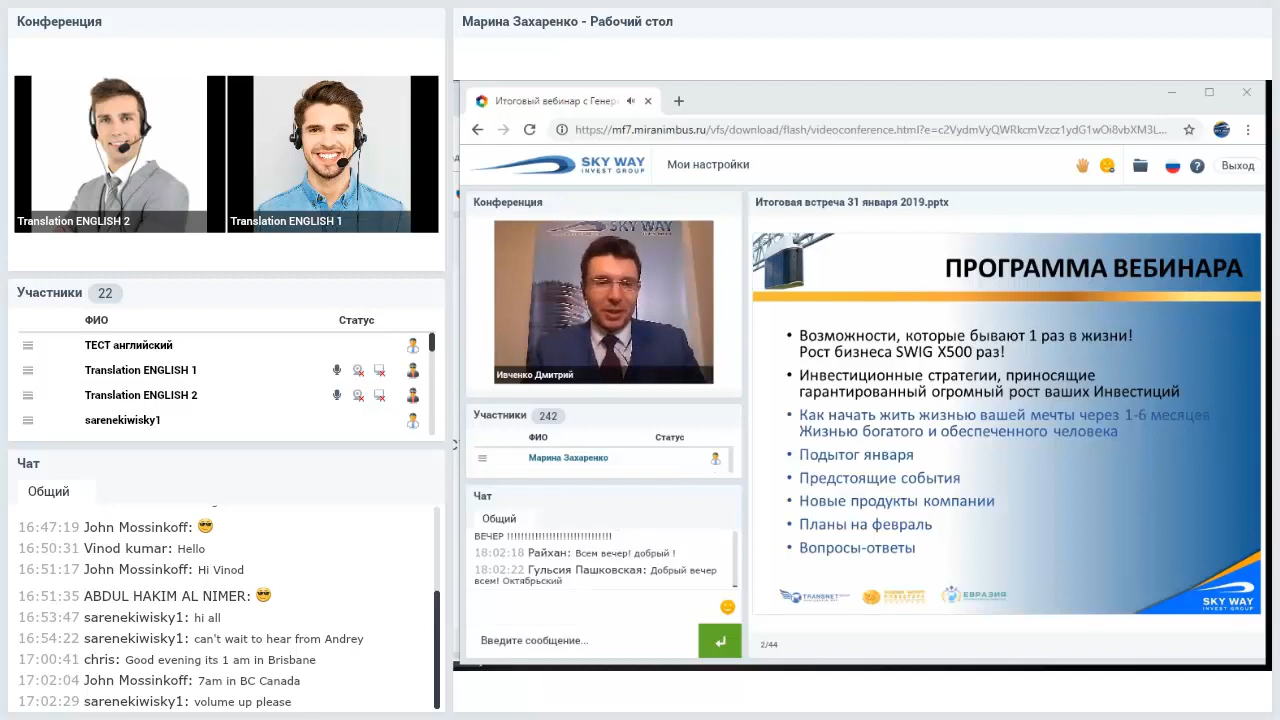 Конференция
Translation ENGLISH 2
Translation ENGLISH 1
Участники 22
ФИО Статус
ТЕСТ английский
Translation ENGLISH 1
Translation ENGLISH 2
sarenekiwisky1
Чат
Общий
16:47:19 John Mossinkoff:
16:50:31 Vinod kumar: Hello
16:51:17 John Mossinkoff: Hi Vinod
16:51:35 ABDUL HAKIM AL NIMER:
16:53:47 sarenekiwisky1: hi all
16:54:22 sarenekiwisky1: can't wait to hear from Andrey
17:00:41 chris: Good evening its 1 am in Brisbane
17:02:04 John Mossinkoff: 7am in BC Canada
17:02:29 sarenekiwisky1: volume up please
Марина Захаренко - Рабочий стол
Итоговый вебинар с Генер
https://mf7.miranimbus.ru/vfs/download/flash/videoconference.html?e=c2VydmVyQWRkcmVzcz1ydG1wOi8vbXM3L...
SKY WAY
INVEST GROUP
Мои настройки
Выход
Конференция
SKY WAY
Ивченко Дмитрий
Участники 242
ФИО Статус
Марина Захаренко
Чат
Общий
ВЕЧЕР !!!!!!!!!!!!!!!!!!!!!!!!!!!!!
18:02:18 Райхан: Всем вечер! добрый !
18:02:22 Гульсия Пашковская: Добрый вечер
всем! Октябрьский
Введите сообщение...
Итоговая встреча 31 января 2019.pptx
ПРОГРАММА ВЕБИНАРА
• Возможности, которые бывают 1 раз в жизни!
Рост бизнеса SWIG X500 раз!
• Инвестиционные стратегии, приносящие
гарантированный огромный рост ваших Инвестиций
• Как начать жить жизнью вашей мечты через 1-6 месяцев
Жизнью богатого и обеспеченного человека
• Подытог января
• Предстоящие события
• Новые продукты компании
• Планы на февраль
• Вопросы-ответы
TRANSNET
ЕВРАЗИЯ
SKY WAY
INVEST GROUP
2/44